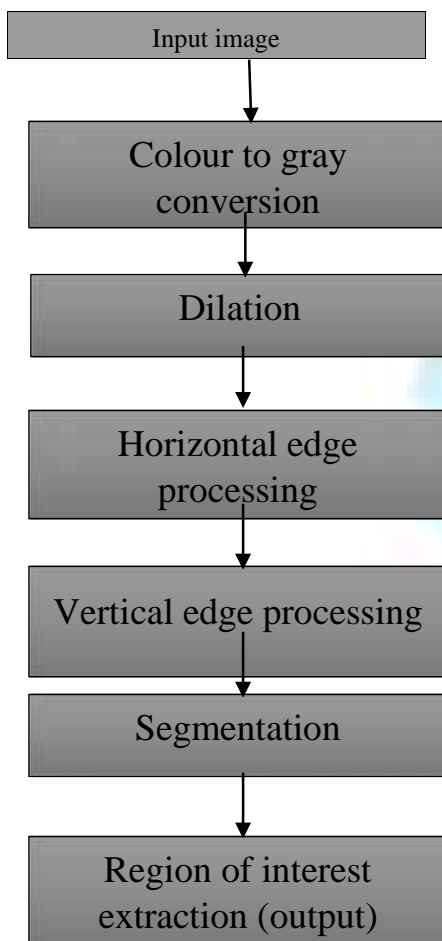 Input image
Colour to gray
conversion
Dilation
Horizontal edge
processing
Vertical edge processing
Segmentation
Region of interest
extraction (output)